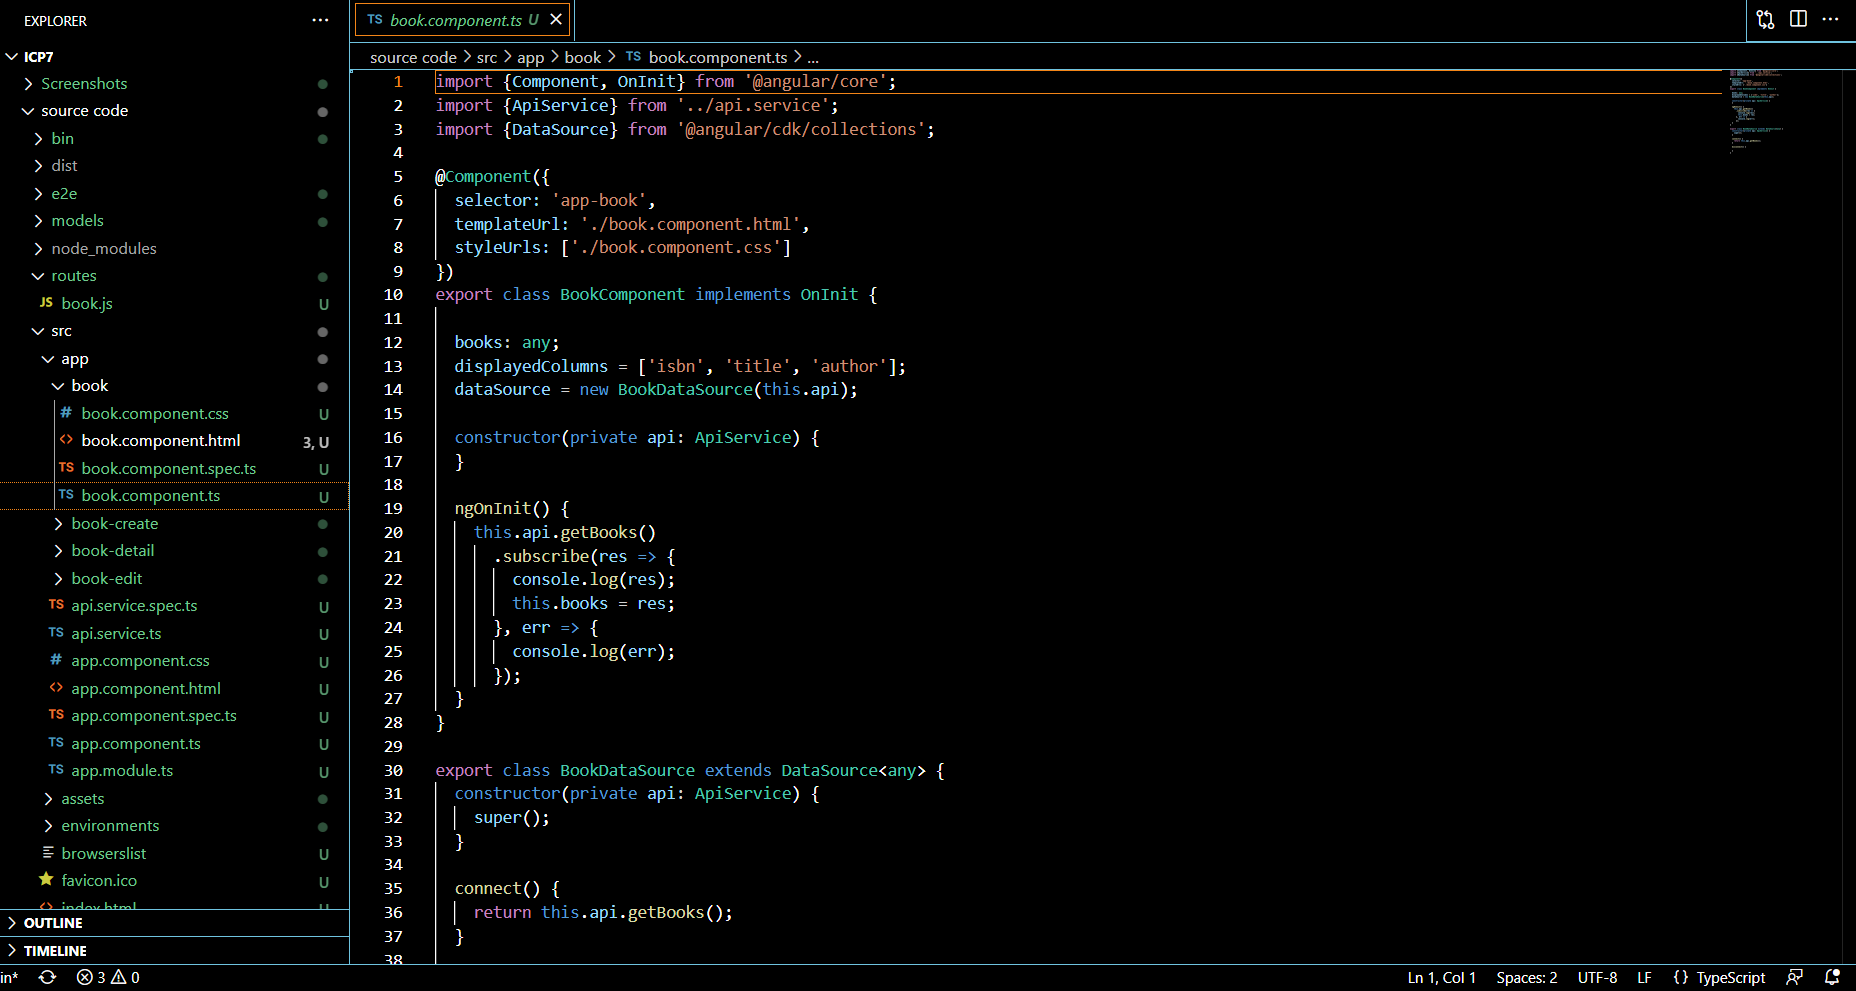 EXPLORER
ICP7
Screenshots
source code
bin
dist
e2e
models
node_modules
routes
JS book.js U
src
app
book
# book.component.css U
<> book.component.html 3, U
TS book.component.spec.ts U
TS book.component.ts U
book-create
book-detail
book-edit
TS api.service.spec.ts U
TS api.service.ts U
# app.component.css U
<> app.component.html U
TS app.component.spec.ts U
TS app.component.ts U
TS app.module.ts U
assets
environments
browserslist U
favicon.ico U
<> index.html U
OUTLINE
TIMELINE
TS book.component.ts U
source code > src > app > book > TS book.component.ts > ...
1 import {Component, OnInit} from '@angular/core';
2 import {ApiService} from '../api.service';
3 import {DataSource} from '@angular/cdk/collections';
4
5 @Component({
6 selector: 'app-book',
7 templateUrl: './book.component.html',
8 styleUrls: ['./book.component.css']
9 })
10 export class BookComponent implements OnInit {
11
12 books: any;
13 displayedColumns = ['isbn', 'title', 'author'];
14 dataSource = new BookDataSource(this.api);
15
16 constructor(private api: ApiService) {
17 }
18
19 ngOnInit() {
20 this.api.getBooks()
21 .subscribe(res => {
22 console.log(res);
23 this.books = res;
24 }, err => {
25 console.log(err);
26 });
27 }
28 }
29
30 export class BookDataSource extends DataSource<any> {
31 constructor(private api: ApiService) {
32 super();
33 }
34
35 connect() {
36 return this.api.getBooks();
37 }
38
in* 3 0
Ln 1, Col 1 Spaces: 2 UTF-8 LF {} TypeScript